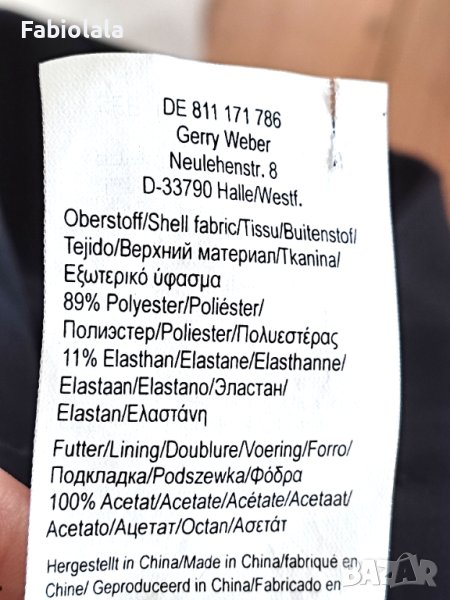 Fabiolala
DE 811 171 786
Gerry Weber
Neulehenstr. 8
D-33790 Halle/Westf.
Oberstoff/Shell fabric/Tissu/Buitenstof/
Tejido/Верхний материал/Tkanina/
Εξωτερικό ύφασμα
89% Polyester/Poliéster/
Полиэстер/Poliester/Πολυεστέρας
11% Elasthan/Elastane/Elasthanne/
Elastaan/Elastano/Эластан/
Elastan/Ελαστάνη
Futter/Lining/Doublure/Voering/Forro/
Подкладка/Podszewka/Φόδρα
100% Acetat/Acetate/Acétate/Acetaat/
Acetato/Ацетат/Octan/Ασετάτ
Hergestellt in China/Made in China/fabriqué en
Chine/ Geproduceerd in China/Fabricado en
BAZAR